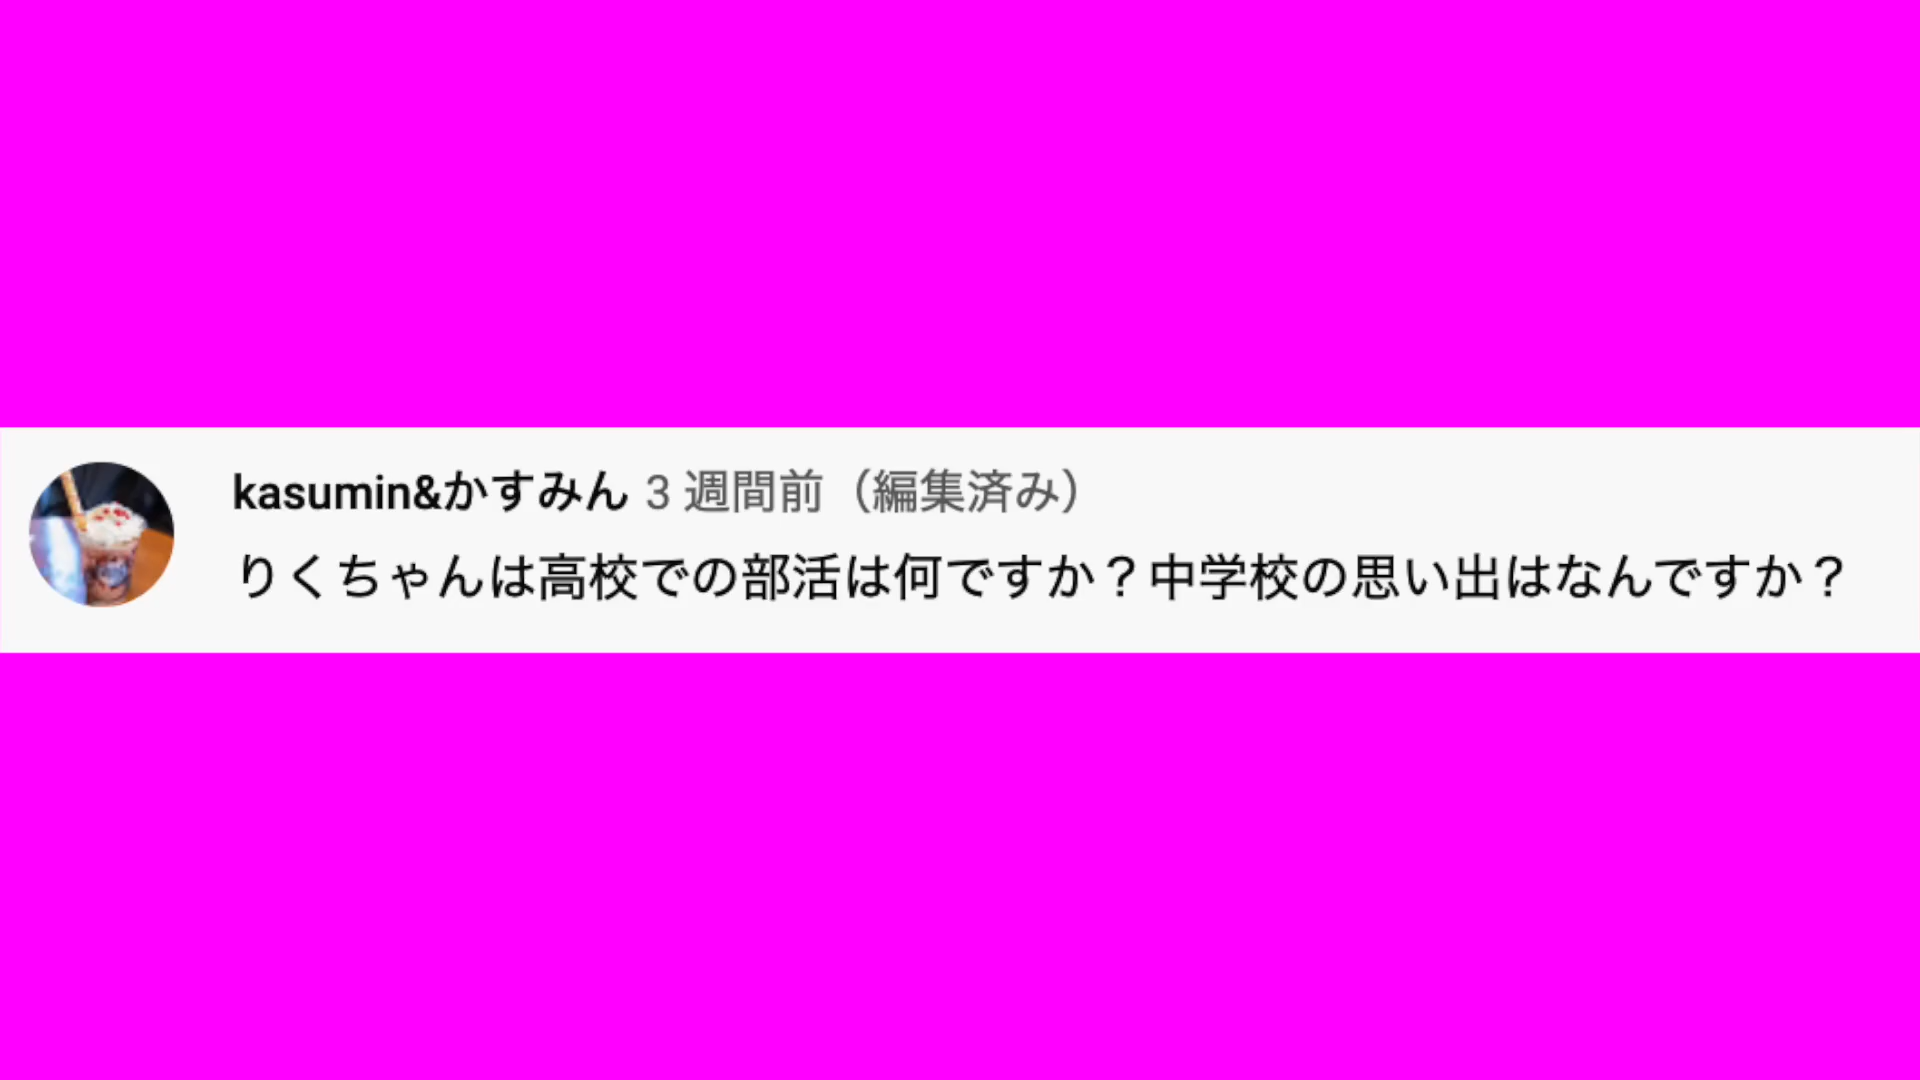 kasumin&かすみん 3 週間前（編集済み）
りくちゃんは高校での部活は何ですか？中学校の思い出はなんですか？